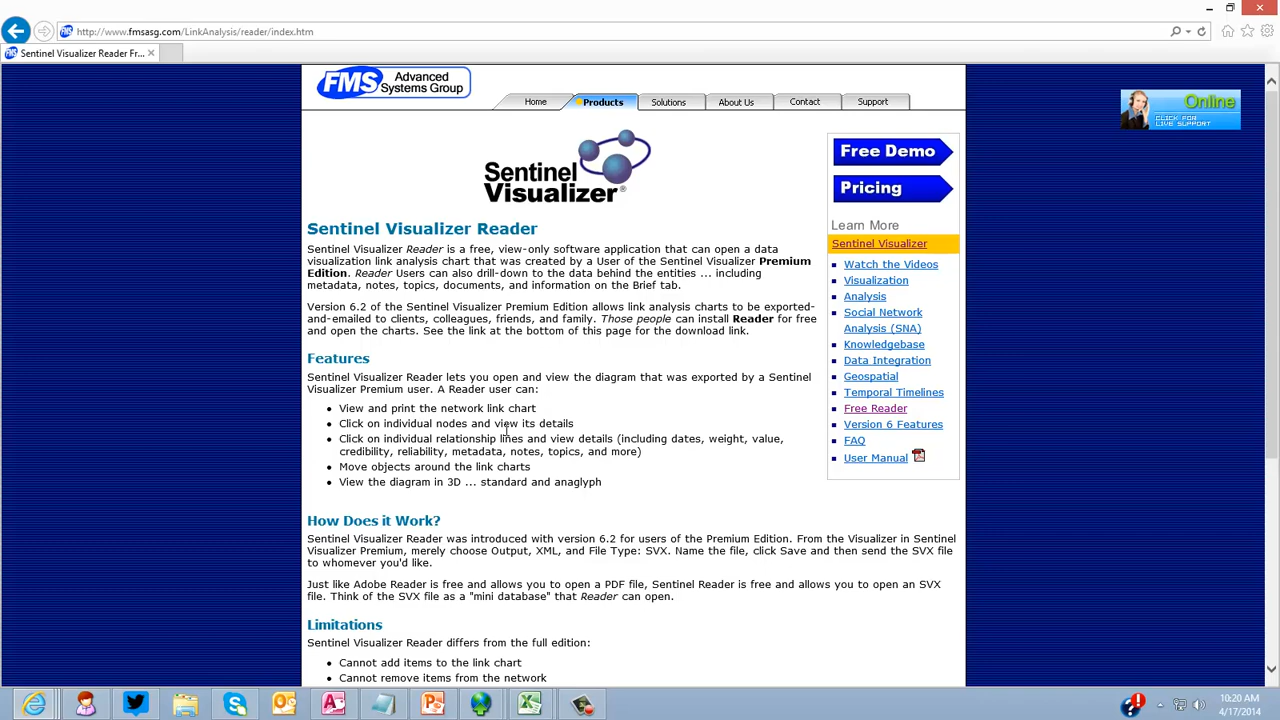 http://www.fmsasg.com/LinkAnalysis/reader/index.htm
Sentinel Visualizer Reader Fr...
FMS Advanced Systems Group
Home Products Solutions About Us Contact Support
Online
CLICK FOR
LIVE SUPPORT
Sentinel
Visualizer®
Free Demo
Pricing
Learn More
Sentinel Visualizer
Watch the Videos
Visualization
Analysis
Social Network
Analysis (SNA)
Knowledgebase
Data Integration
Geospatial
Temporal Timelines
Free Reader
Version 6 Features
FAQ
User Manual
Sentinel Visualizer Reader
Sentinel Visualizer Reader is a free, view-only software application that can open a data
visualization link analysis chart that was created by a User of the Sentinel Visualizer Premium
Edition. Reader Users can also drill-down to the data behind the entities ... including
metadata, notes, topics, documents, and information on the Brief tab.
Version 6.2 of the Sentinel Visualizer Premium Edition allows link analysis charts to be exported-
and-emailed to clients, colleagues, friends, and family. Those people can install Reader for free
and open the charts. See the link at the bottom of this page for the download link.
Features
Sentinel Visualizer Reader lets you open and view the diagram that was exported by a Sentinel
Visualizer Premium user. A Reader user can:
View and print the network link chart
Click on individual nodes and view its details
Click on individual relationship lines and view details (including dates, weight, value,
credibility, reliability, metadata, notes, topics, and more)
Move objects around the link charts
View the diagram in 3D ... standard and anaglyph
How Does it Work?
Sentinel Visualizer Reader was introduced with version 6.2 for users of the Premium Edition. From the Visualizer in Sentinel
Visualizer Premium, merely choose Output, XML, and File Type: SVX. Name the file, click Save and then send the SVX file
to whomever you'd like.
Just like Adobe Reader is free and allows you to open a PDF file, Sentinel Reader is free and allows you to open an SVX
file. Think of the SVX file as a "mini database" that Reader can open.
Limitations
Sentinel Visualizer Reader differs from the full edition:
Cannot add items to the link chart
Cannot remove items from the network
10:20 AM
4/17/2014